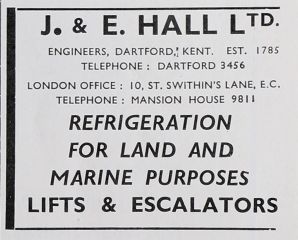 J. & E. HALL LTD.
ENGINEERS, DARTFORD, KENT. EST. 1785
TELEPHONE: DARTFORD 3456
LONDON OFFICE: 10, ST. SWITHIN'S LANE, E.C.
TELEPHONE: MANSION HOUSE 9811
REFRIGERATION
FOR LAND AND
MARINE PURPOSES
LIFTS & ESCALATORS